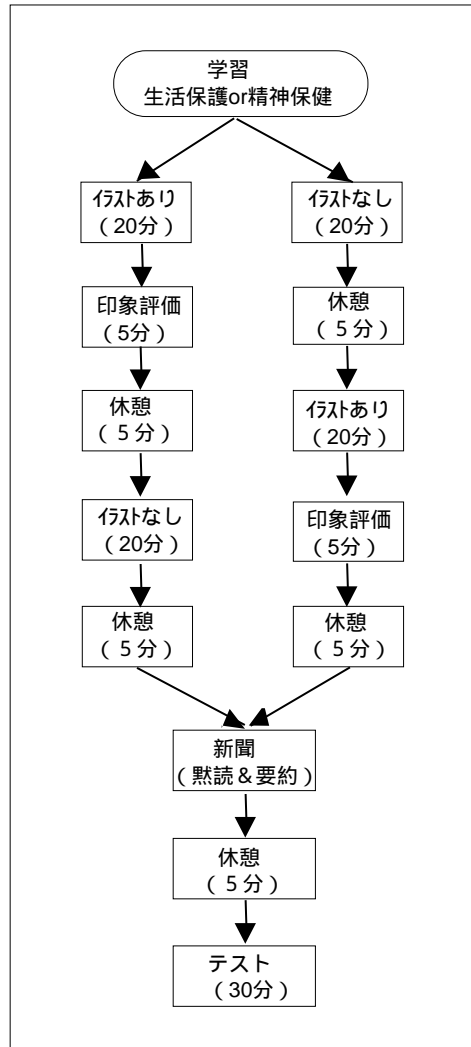 学習
生活保護or精神保健
イラストあり
（20分）
印象評価
（5分）
休憩
（５分）
イラストなし
（20分）
休憩
（５分）
イラストなし
（20分）
休憩
（５分）
イラストあり
（20分）
印象評価
（5分）
休憩
（５分）
新聞
（黙読＆要約）
休憩
（５分）
テスト
（30分）